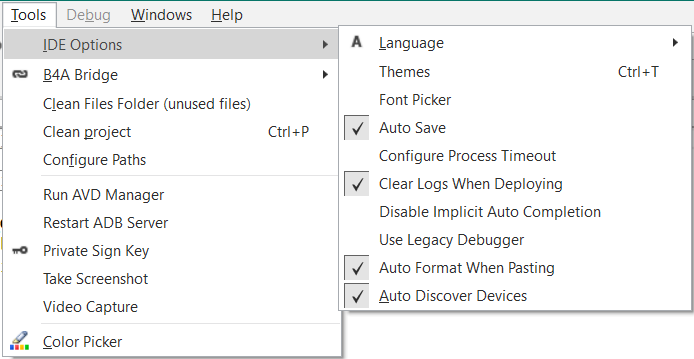 Tools Debug Windows Help
IDE Options
B4A Bridge
Clean Files Folder (unused files)
Clean project Ctrl+P
Configure Paths
Run AVD Manager
Restart ADB Server
Private Sign Key
Take Screenshot
Video Capture
Color Picker
A Language
Themes Ctrl+T
Font Picker
Auto Save
Configure Process Timeout
Clear Logs When Deploying
Disable Implicit Auto Completion
Use Legacy Debugger
Auto Format When Pasting
Auto Discover Devices